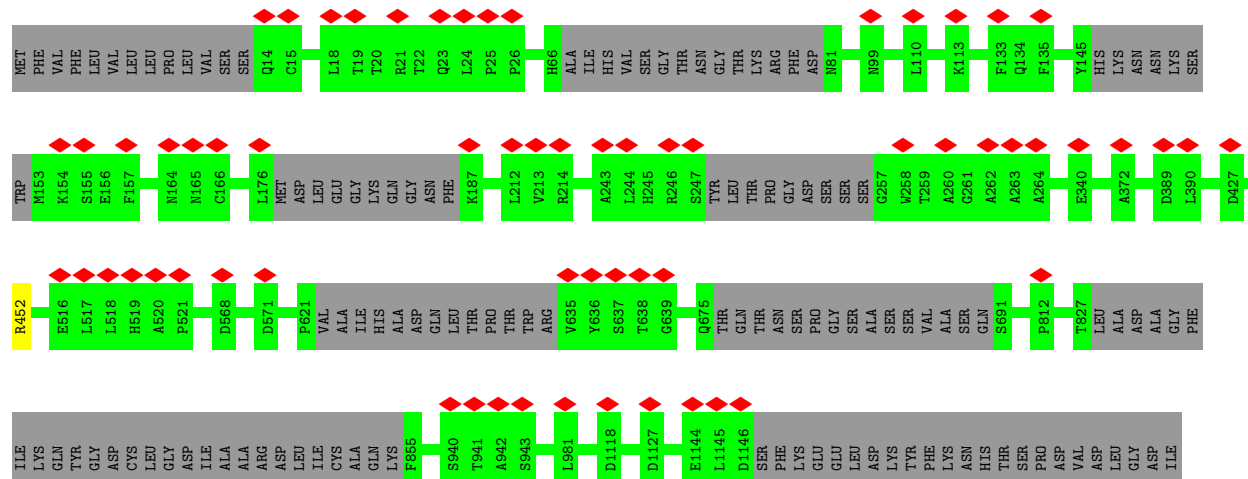 MET PHE VAL PHE LEU VAL LEU LEU PRO LEU VAL SER SER Q14 C15 L18 T19 T20 R21 T22 Q23 L24 P25 P26 H66 ALA ILE HIS VAL SER GLY THR ASN GLY THR LYS ARG PHE ASP N81 N99 L110 K113 F133 Q134 F135 Y145 HIS LYS ASN ASN LYS SER
TRP M153 K154 S155 E156 F157 N164 N165 C166 L176 MET ASP LEU GLU GLY LYS GLN GLY ASN PHE K187 L212 V213 R214 A243 L244 H245 R246 S247 TYR LEU THR PRO GLY ASP SER SER SER G257 W258 T259 A260 G261 A262 A263 A264 E340 A372 D389 L390 D427
R452 E516 L517 L518 H519 A520 P521 D568 D571 P621 VAL ALA ILE HIS ALA ASP GLN LEU THR PRO THR TRP ARG V635 Y636 S637 T638 G639 Q675 THR GLN THR ASN SER PRO GLY SER ALA SER SER VAL ALA SER GLN S691 P812 T827 LEU ALA ASP ALA GLY PHE
ILE LYS GLN TYR GLY ASP CYS LEU GLY ASP ILE ALA ALA ARG ASP LEU ILE CYS ALA GLN LYS F855 S940 T941 A942 S943 L981 D1118 D1127 E1144 L1145 D1146 SER PHE LYS GLU GLU LEU ASP LYS TYR PHE LYS ASN HIS THR SER PRO ASP VAL ASP LEU GLY ASP ILE